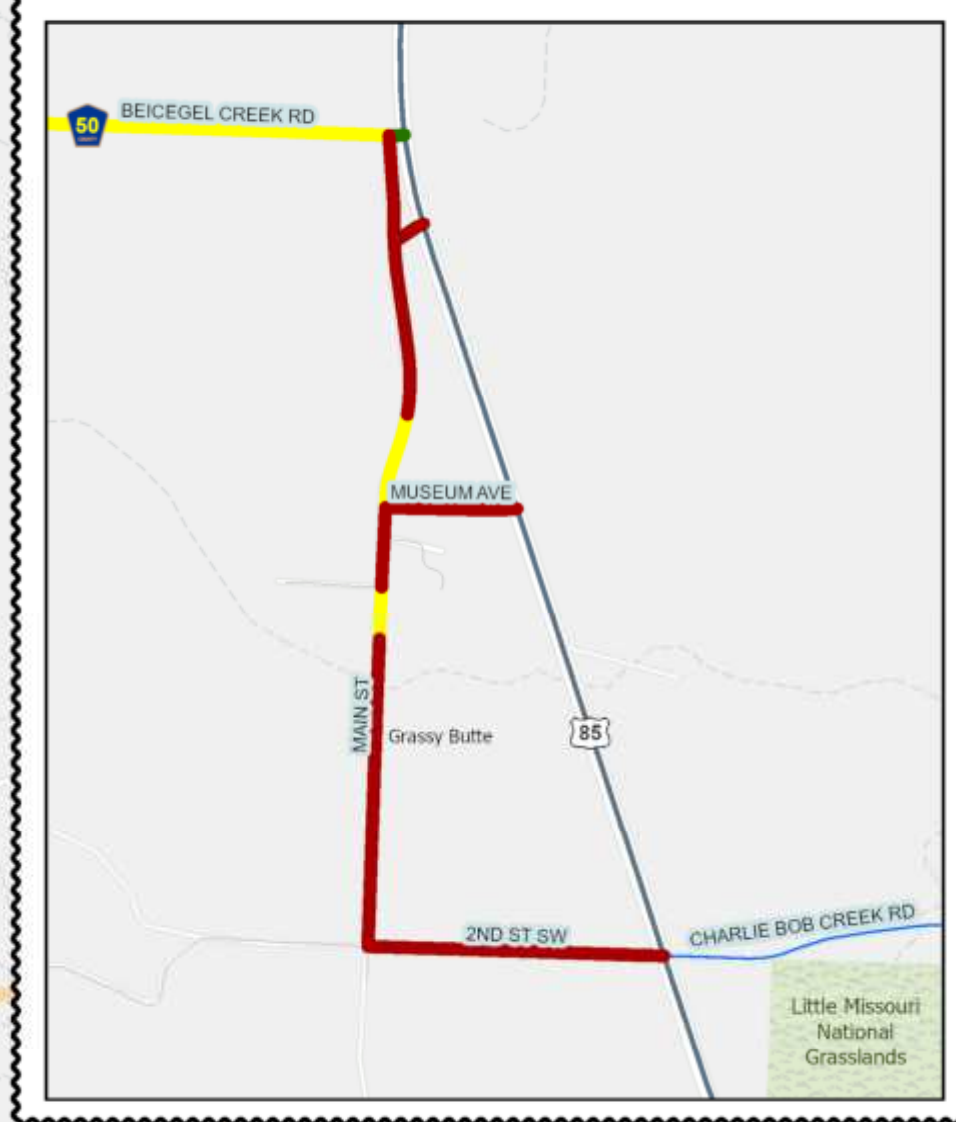 BEICEGEL CREEK RD
50
MUSEUM AVE
MAIN ST
Grassy Butte
85
2ND ST SW
CHARLIE BOB CREEK RD
Little Missouri
National
Grasslands